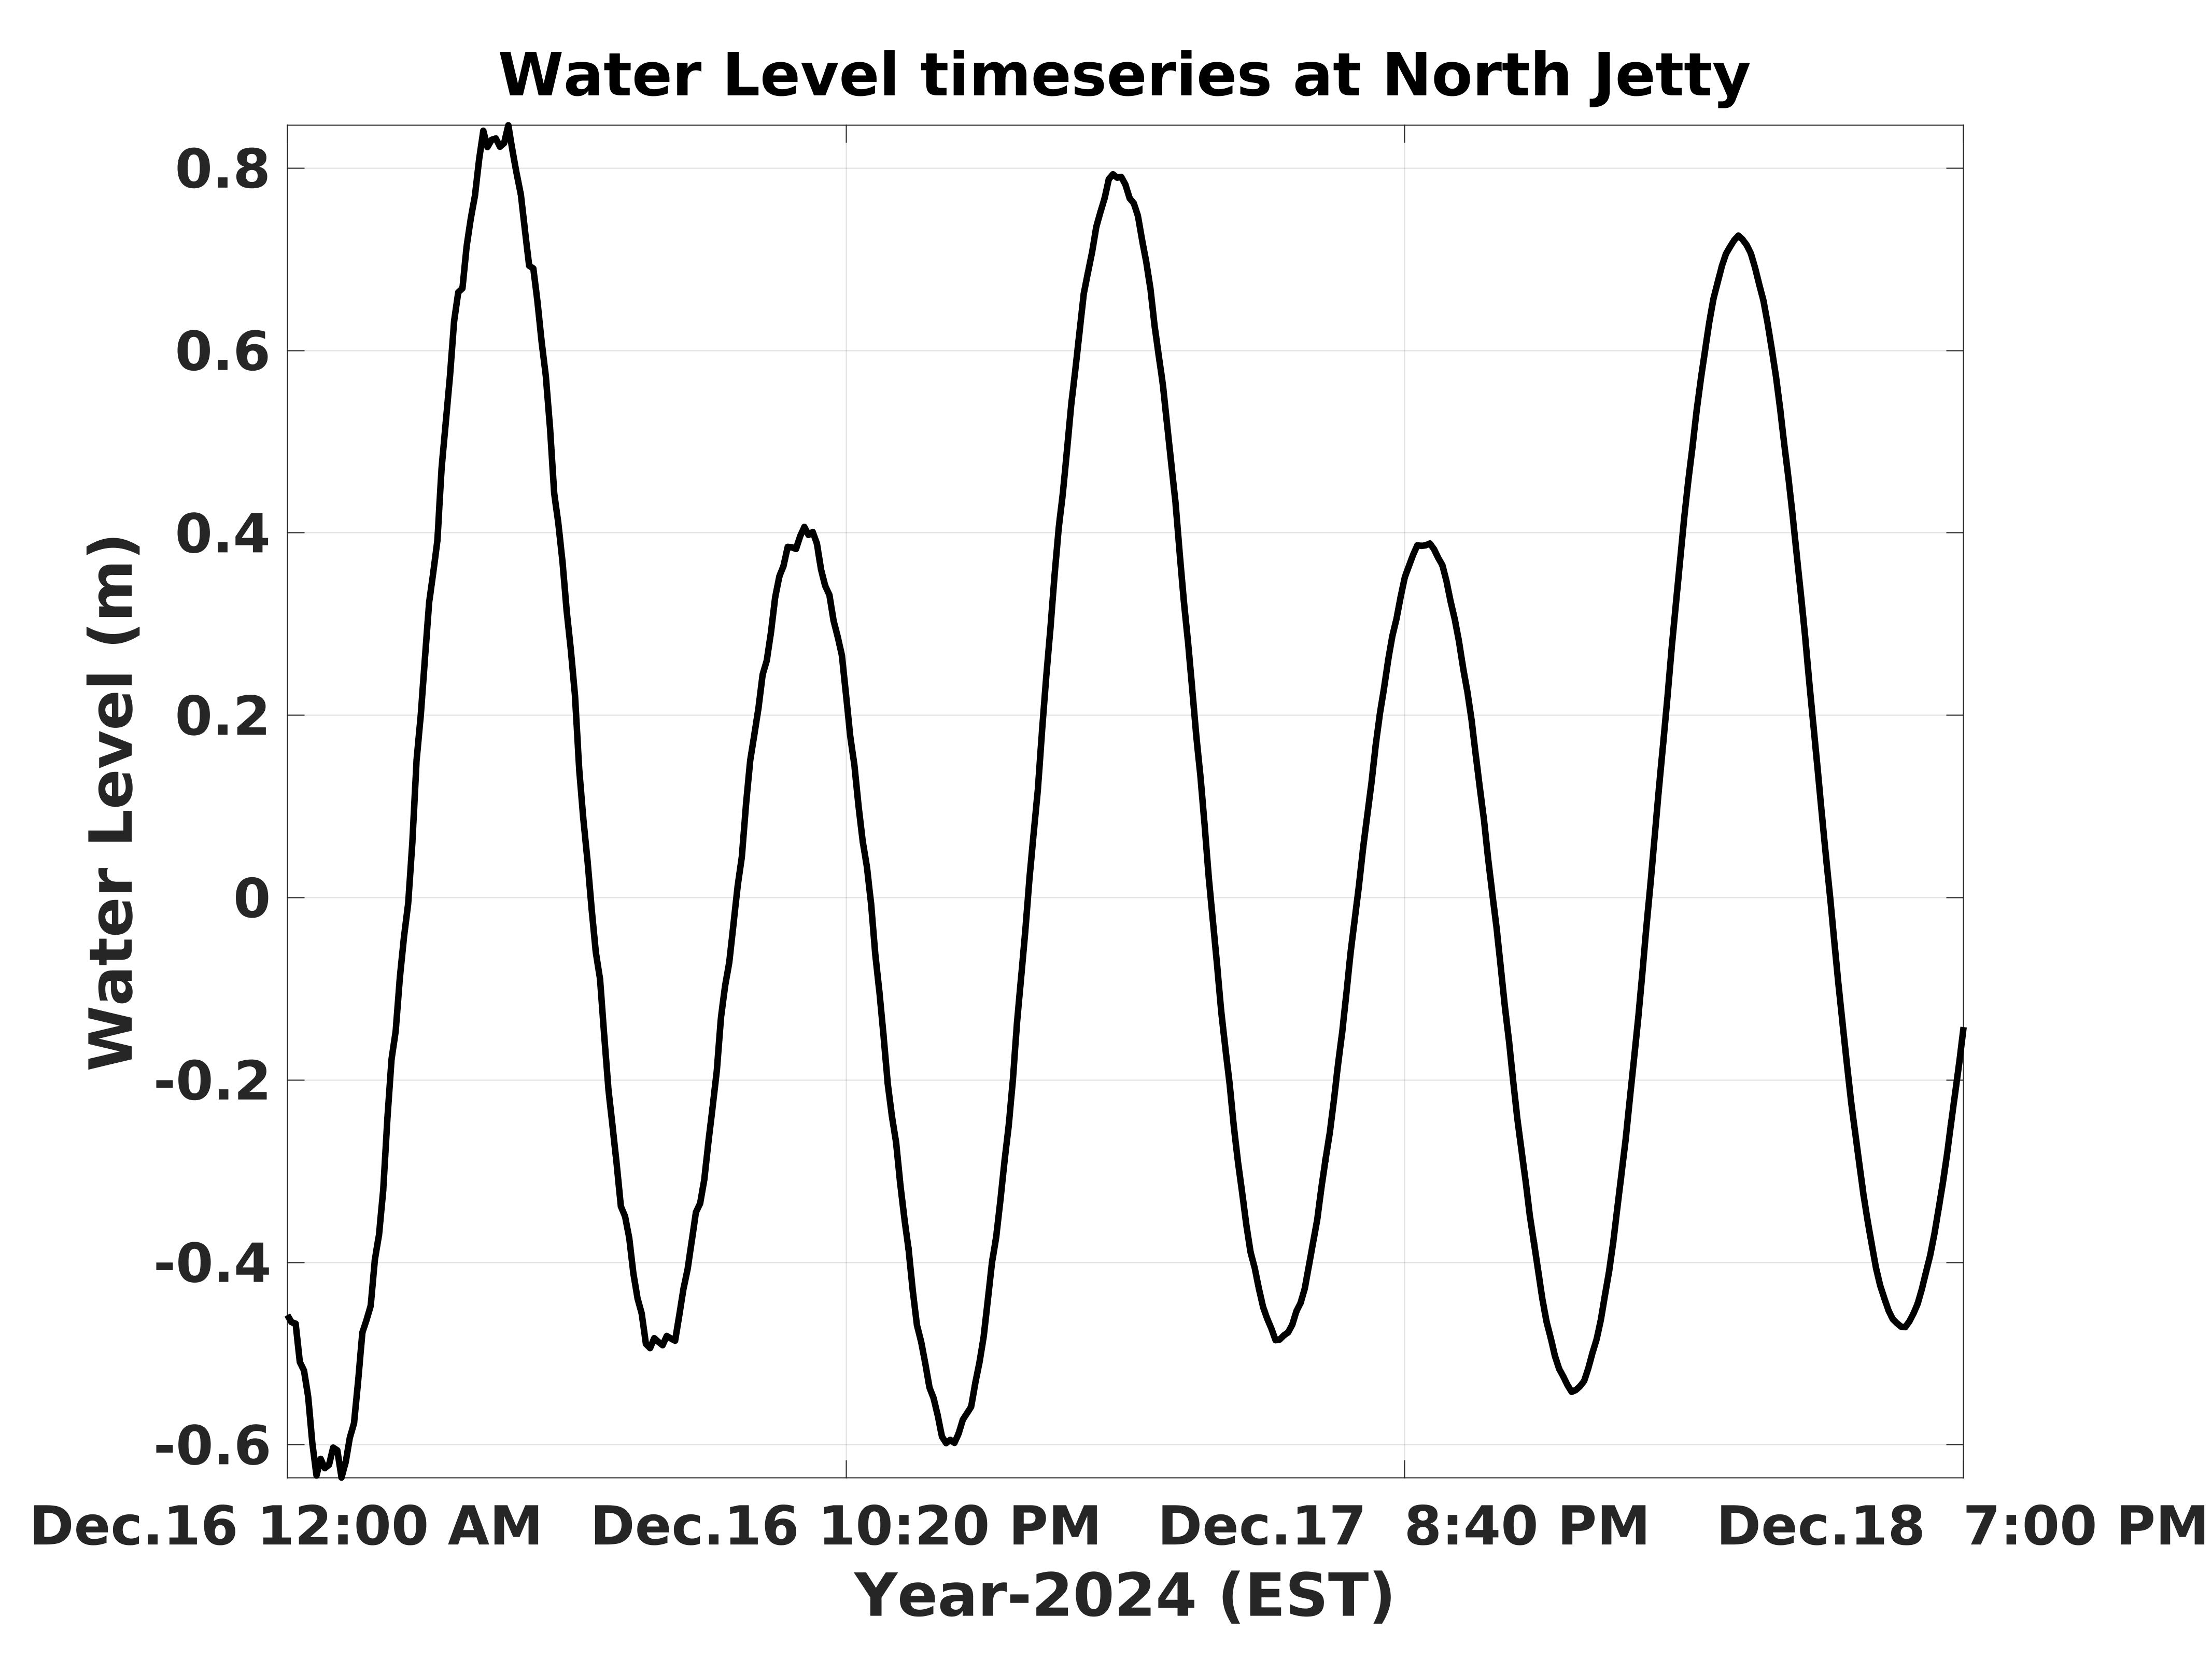 Water Level timeseries at North Jetty
0.8
0.6
0.4
0.2
0
-0.2
-0.4
-0.6
Water Level (m)
Dec.16 12:00 AM Dec.16 10:20 PM Dec.17 8:40 PM Dec.18 7:00 PM
Year-2024 (EST)